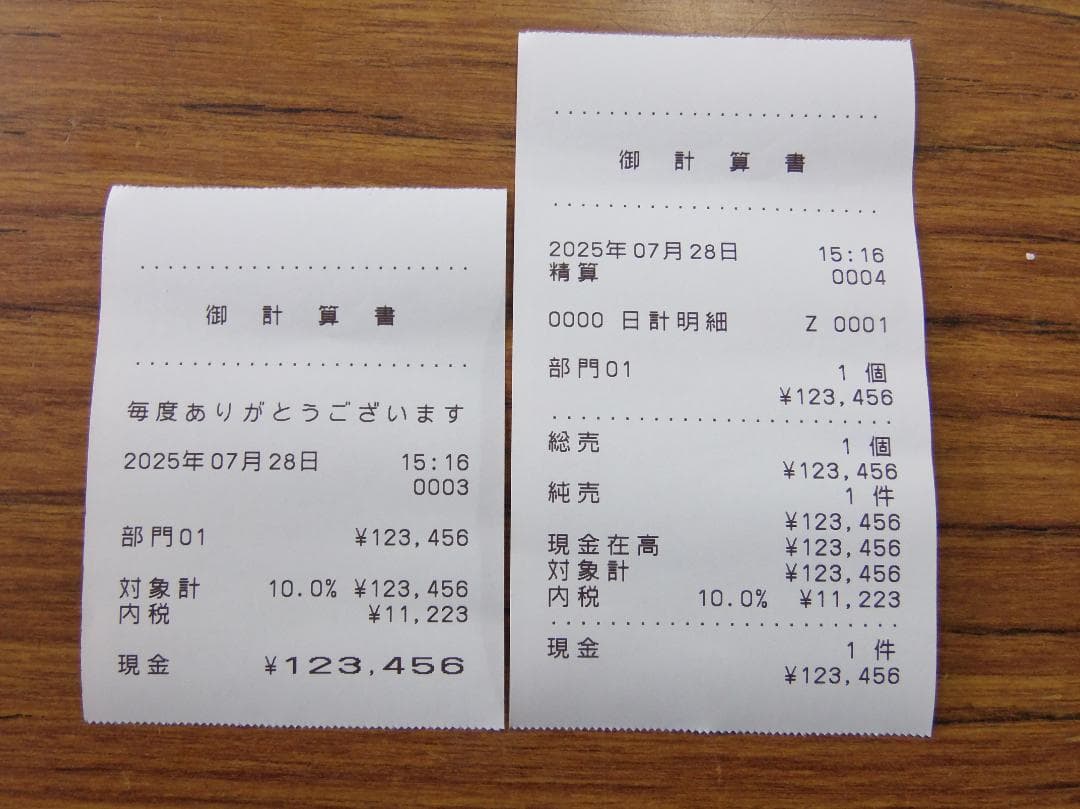 御計算書
毎度ありがとうございます
2025年07月28日 15:16
0003
部門01 ¥123,456
対象計 10.0% ¥123,456
内税 ¥11,223
現金 ¥123,456
御計算書
2025年07月28日 15:16
精算 0004
0000 日計明細 Z 0001
部門01 1 個
¥123,456
総売 1 個
¥123,456
純売 1 件
¥123,456
現金在高 ¥123,456
対象計 ¥123,456
内税 10.0% ¥11,223
現金 1 件
¥123,456